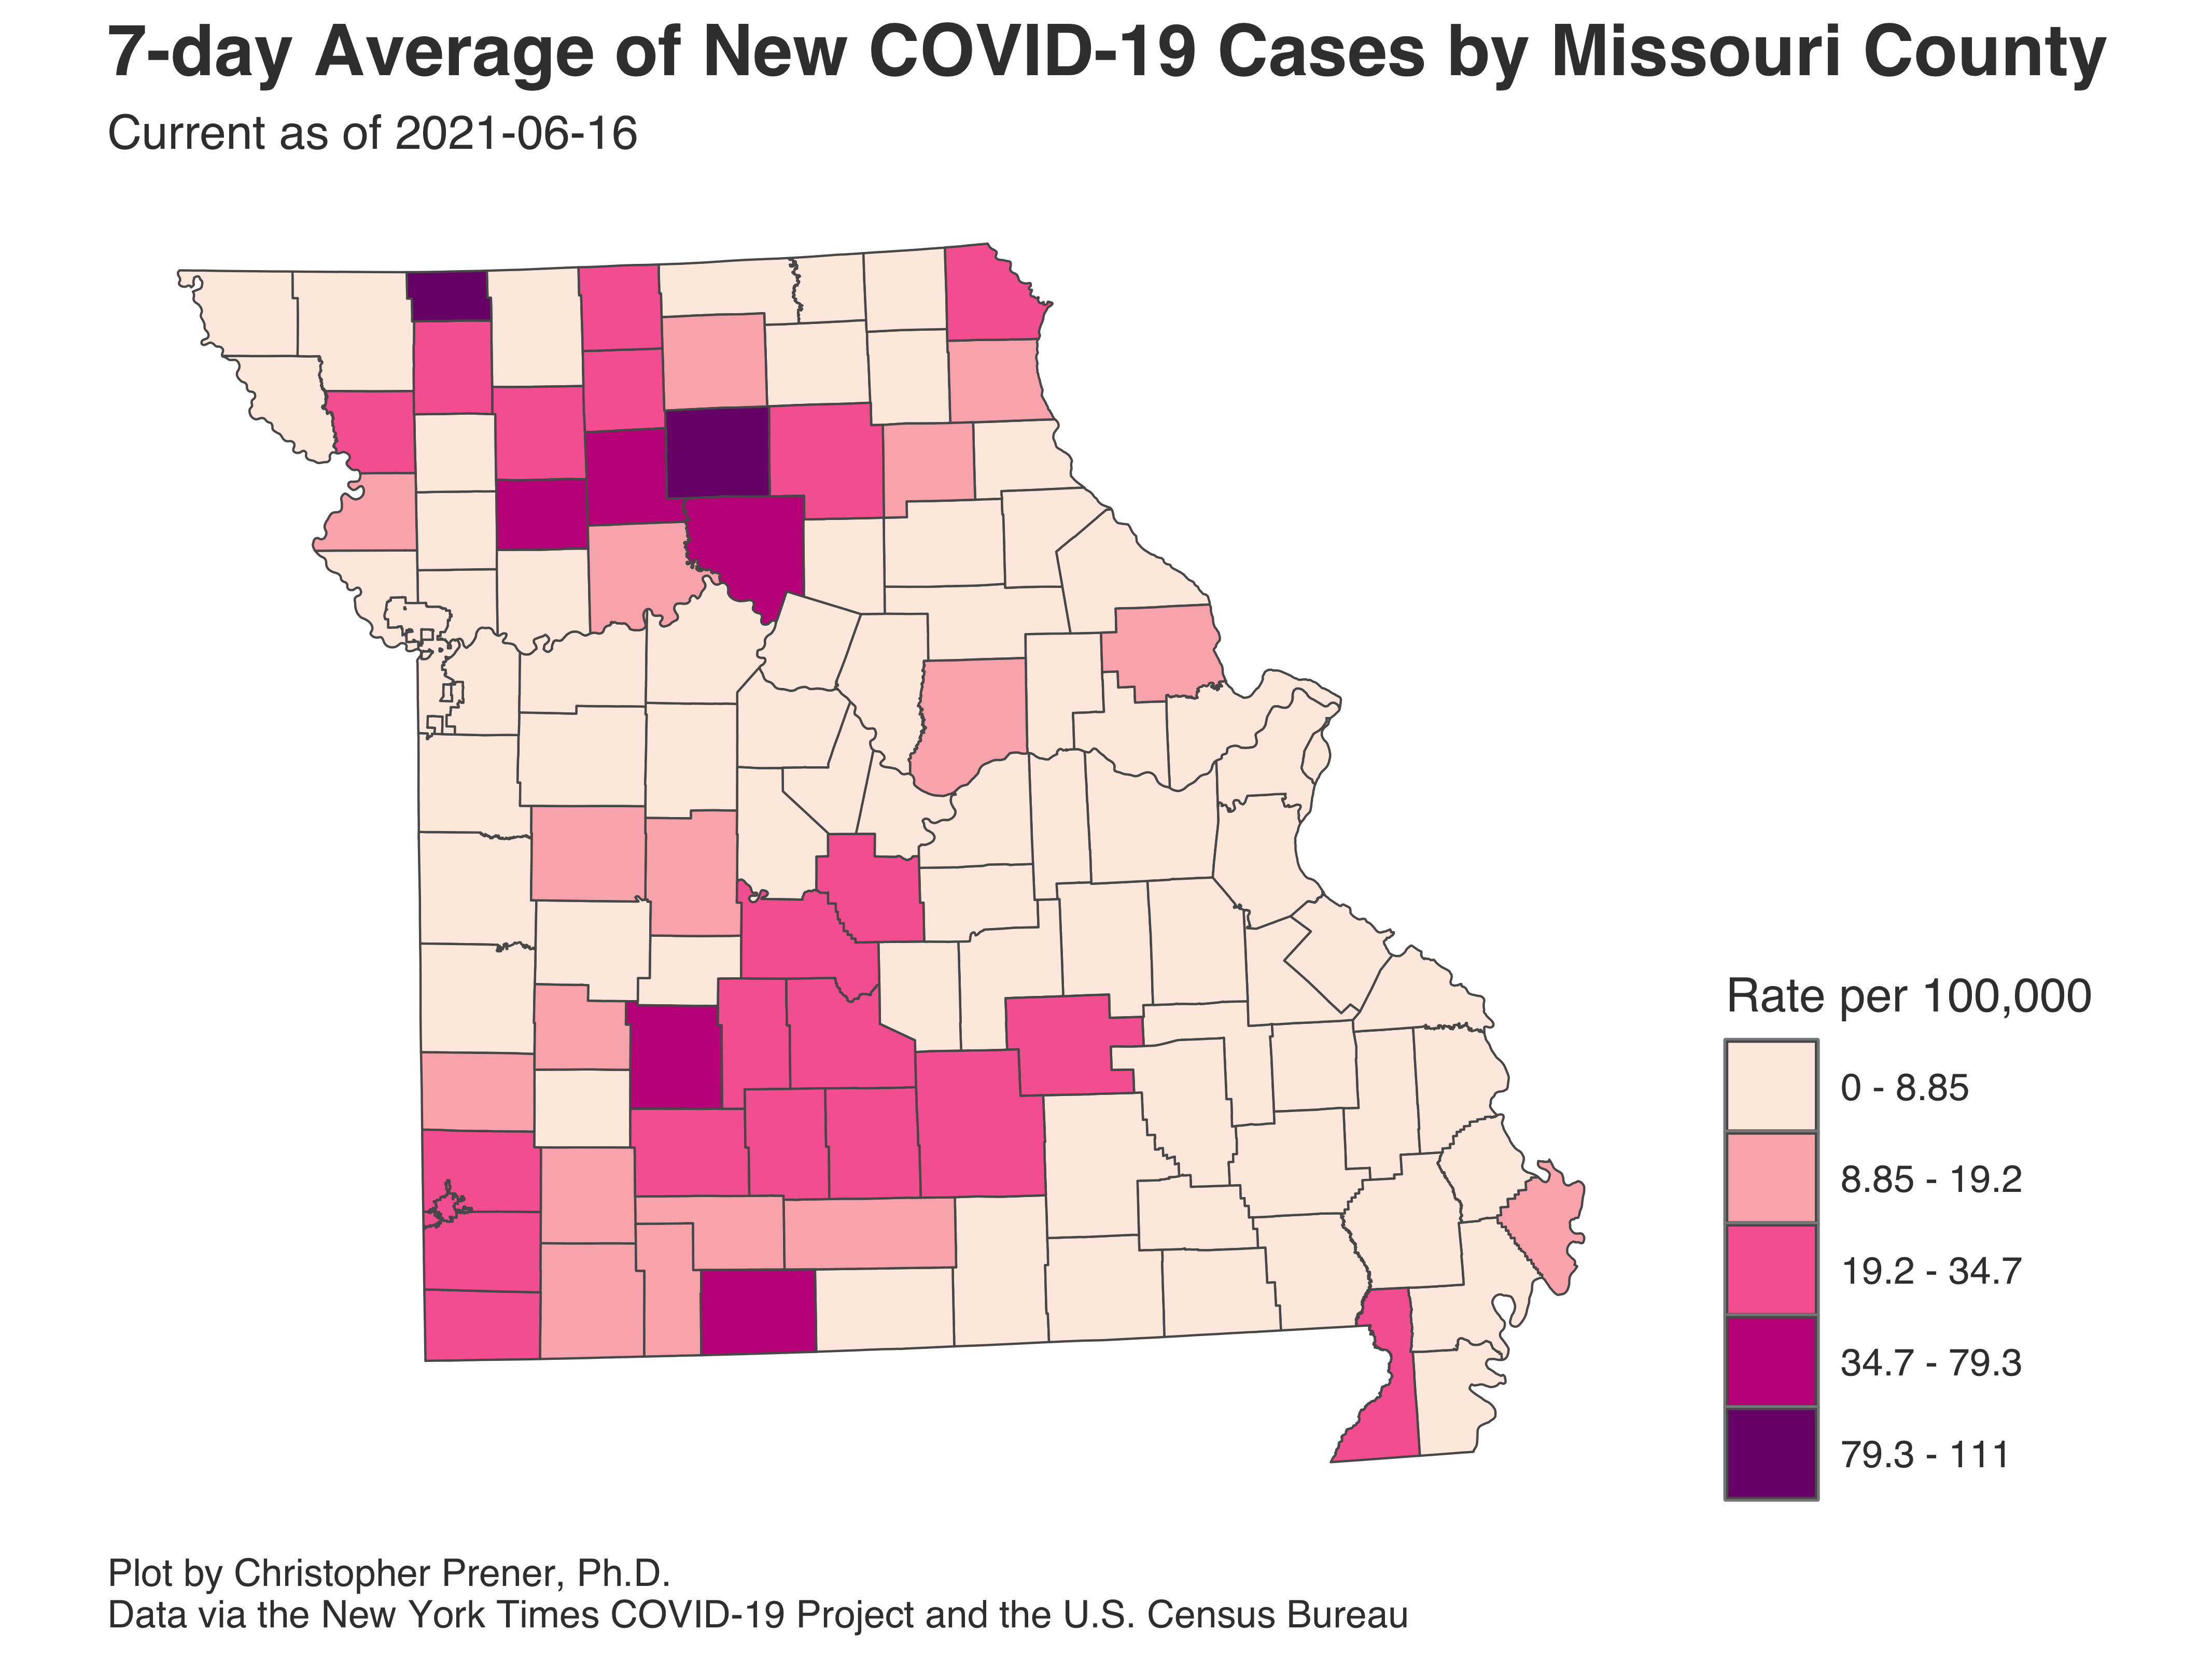 7-day Average of New COVID-19 Cases by Missouri County
Current as of 2021-06-16
Rate per 100,000
0 - 8.85
8.85 - 19.2
19.2 - 34.7
34.7 - 79.3
79.3 - 111
Plot by Christopher Prener, Ph.D.
Data via the New York Times COVID-19 Project and the U.S. Census Bureau